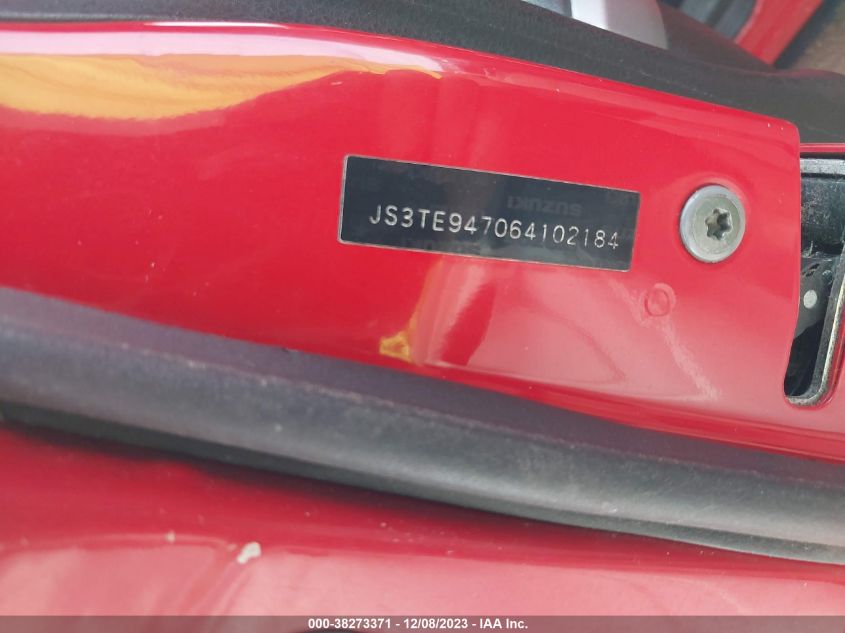 SUZUKI
JS3TE947064102184
000-38273371 - 12/08/2023 - IAA Inc.